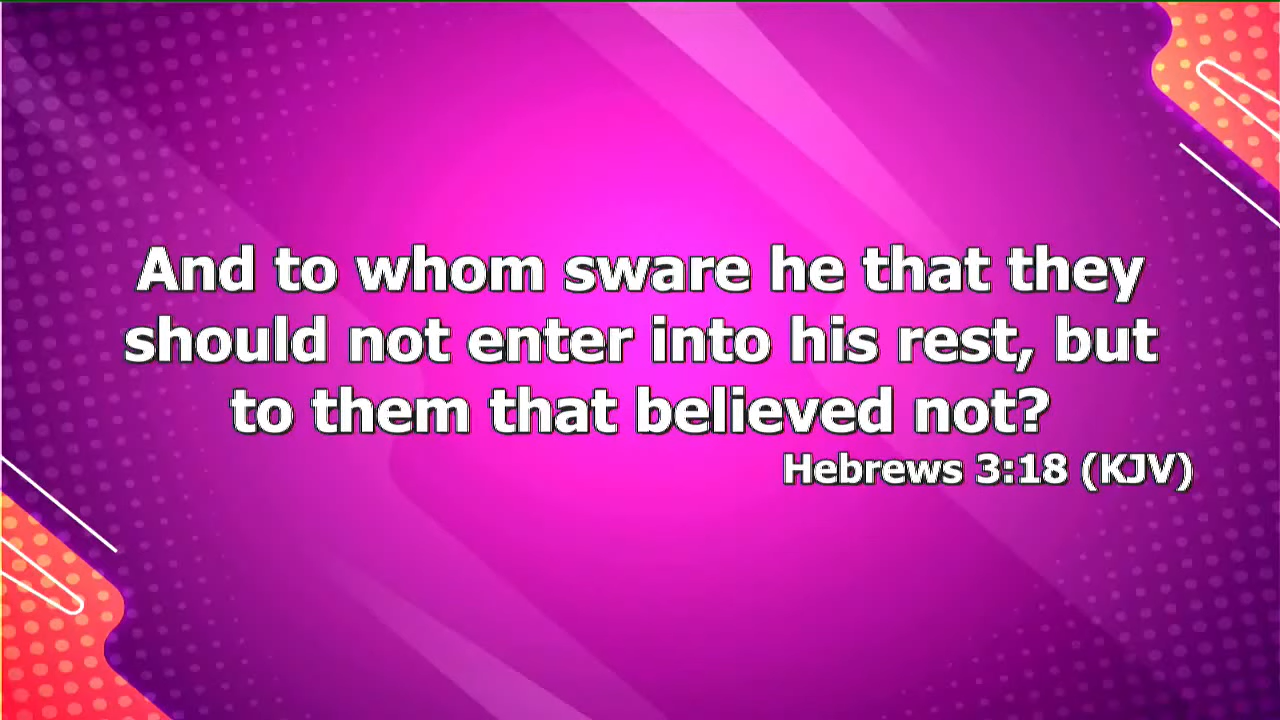 And to whom sware he that they
should not enter into his rest, but
to them that believed not?
Hebrews 3:18 (KJV)